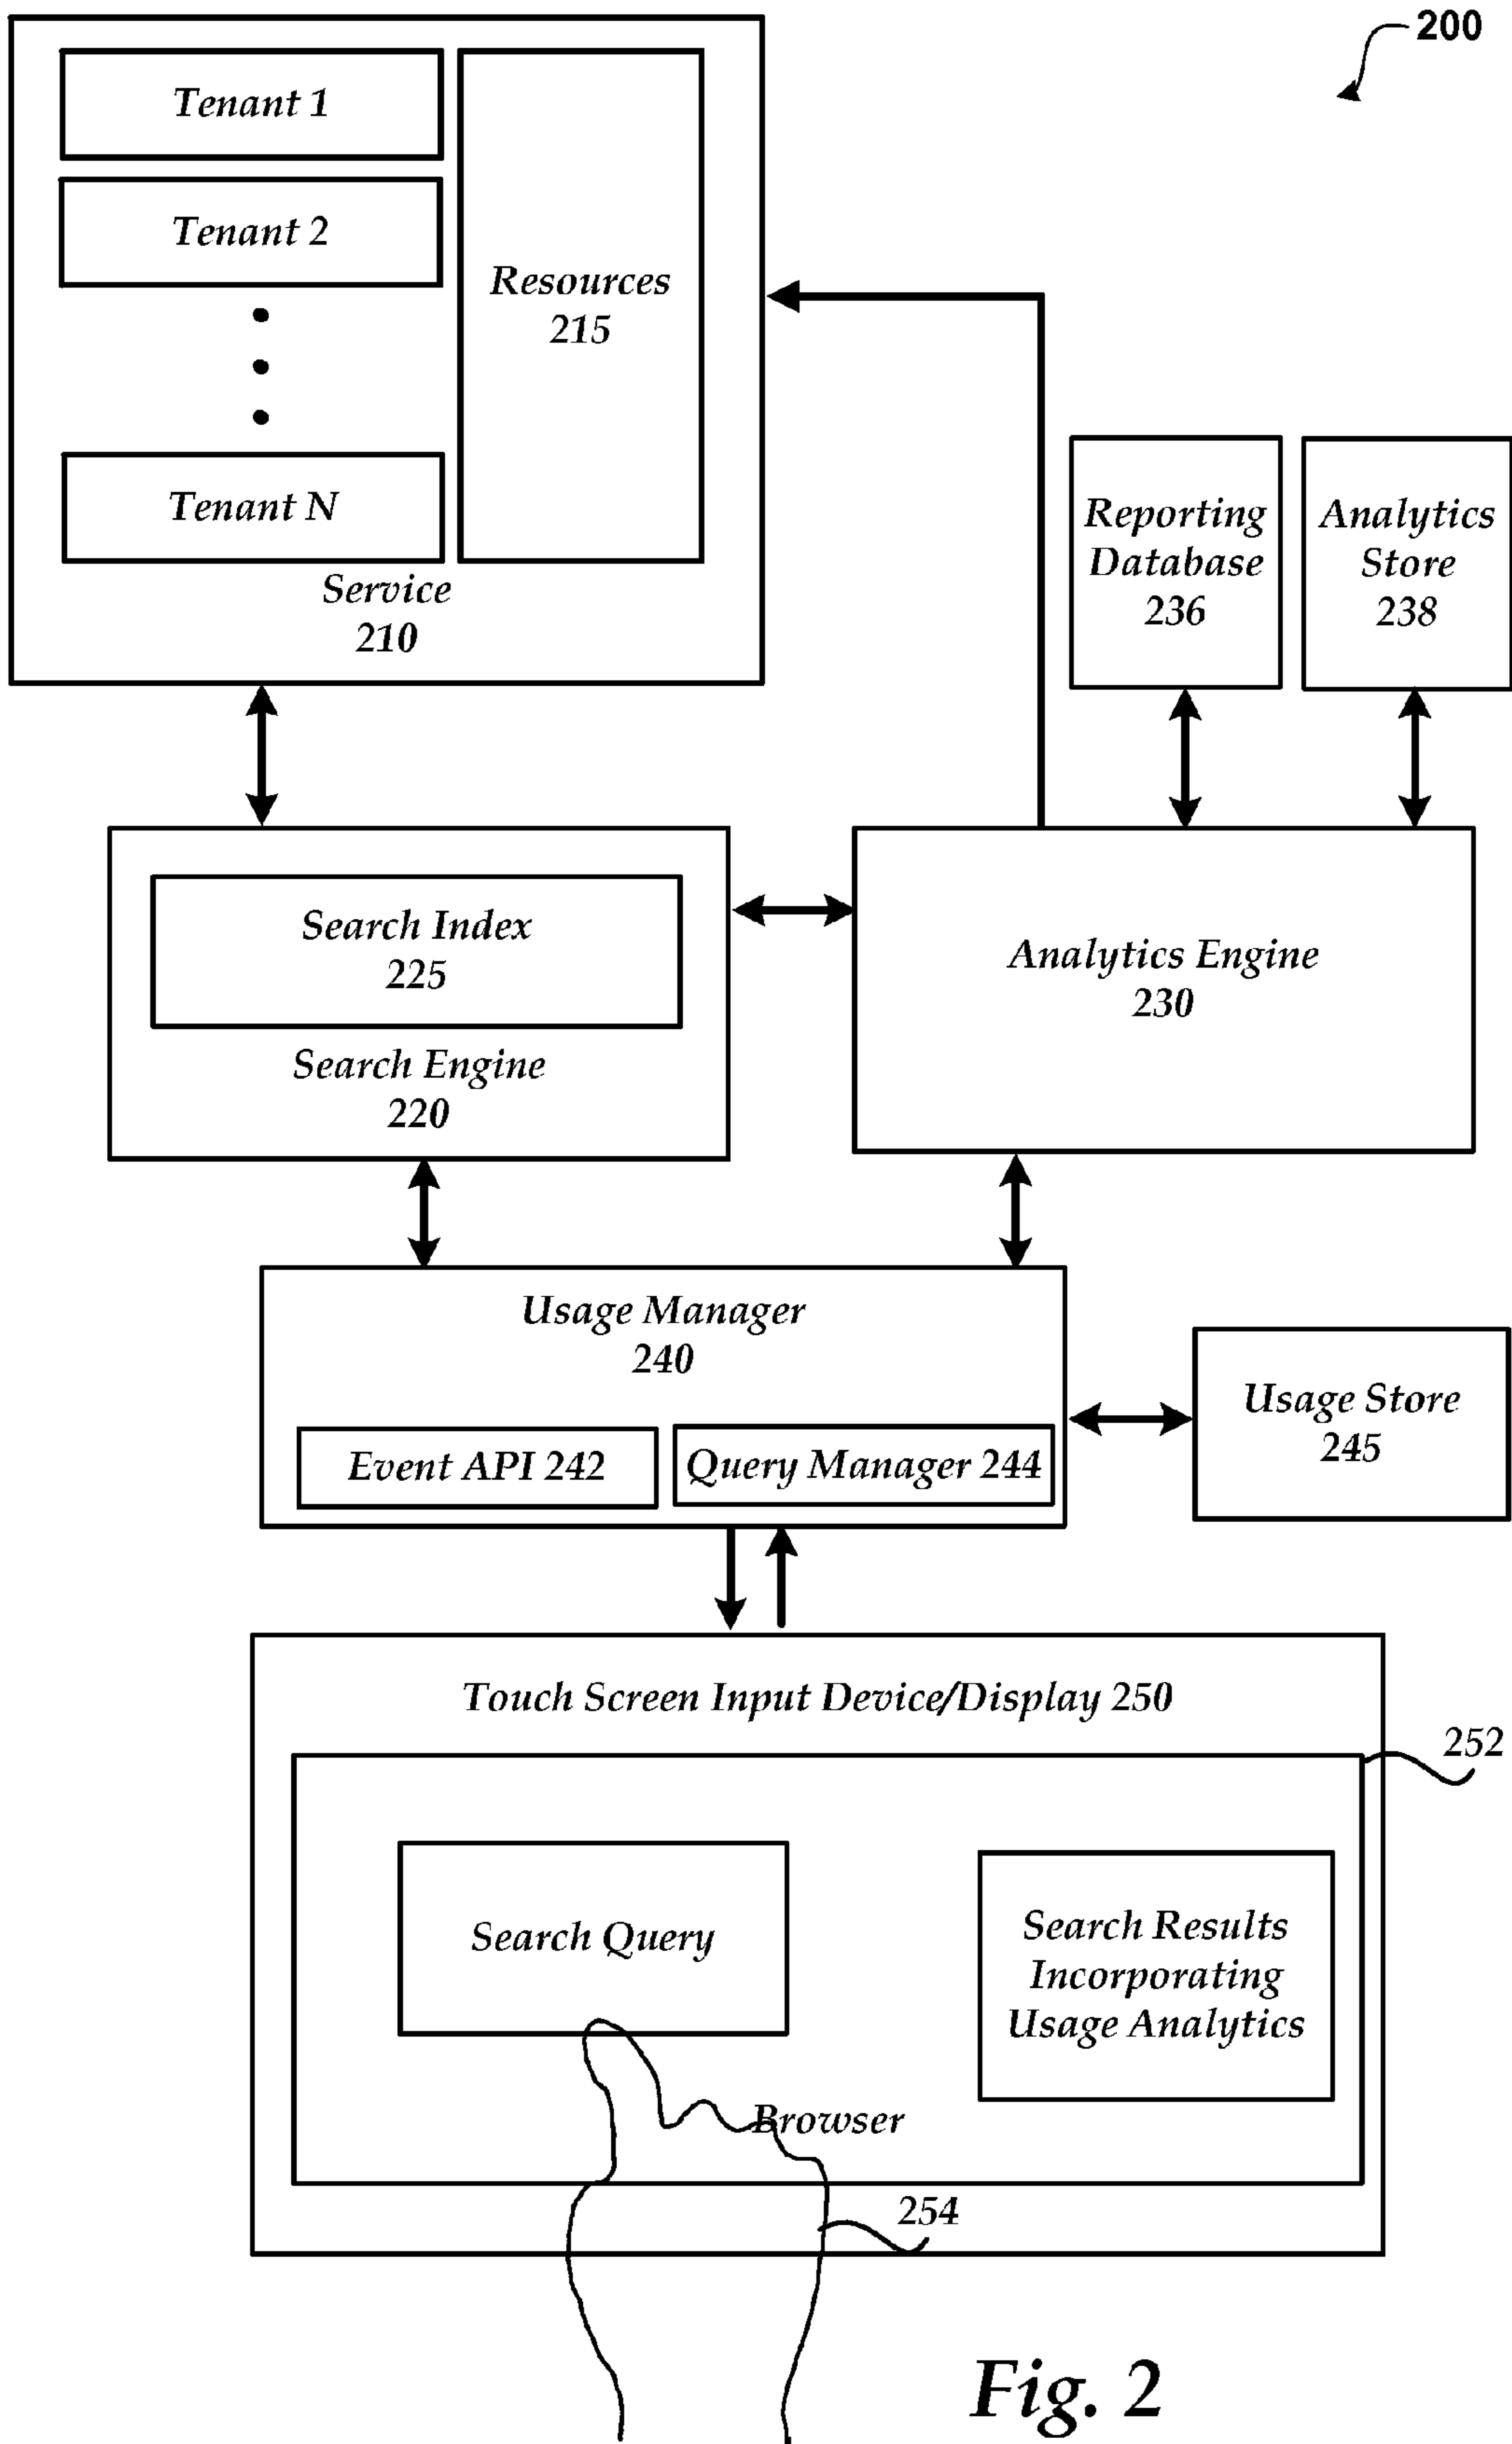 200
Tenant 1
Tenant 2
Resources
215
Tenant N
Service
210
Reporting
Database
236
Analytics
Store
238
Search Index
225
Search Engine
220
Analytics Engine
230
Usage Manager
240
Event API 242
Query Manager 244
Usage Store
245
Touch Screen Input Device/Display 250
252
Search Query
Search Results
Incorporating
Usage Analytics
Browser
254
Fig. 2